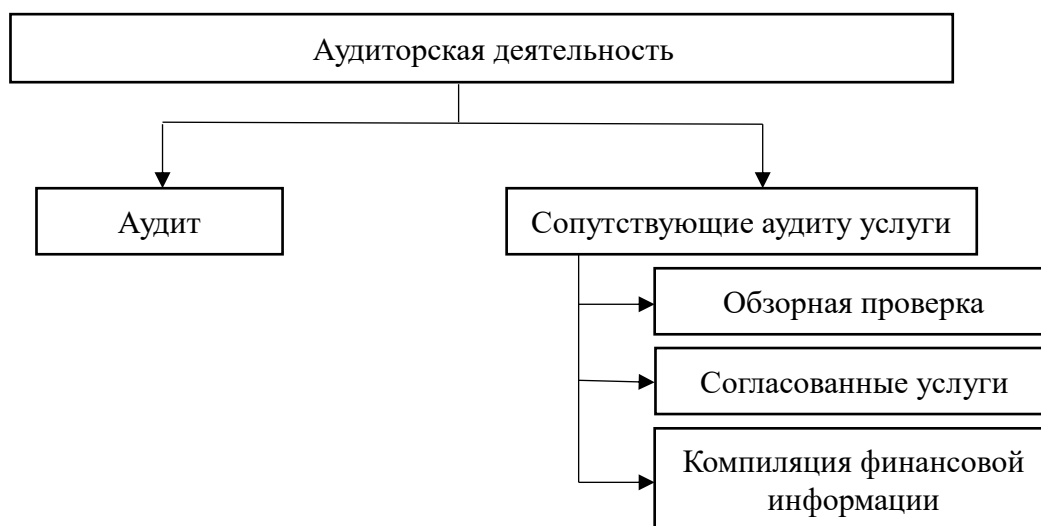 Аудиторская деятельность
Аудит
Сопутствующие аудиту услуги
Обзорная проверка
Согласованные услуги
Компиляция финансовой
информации